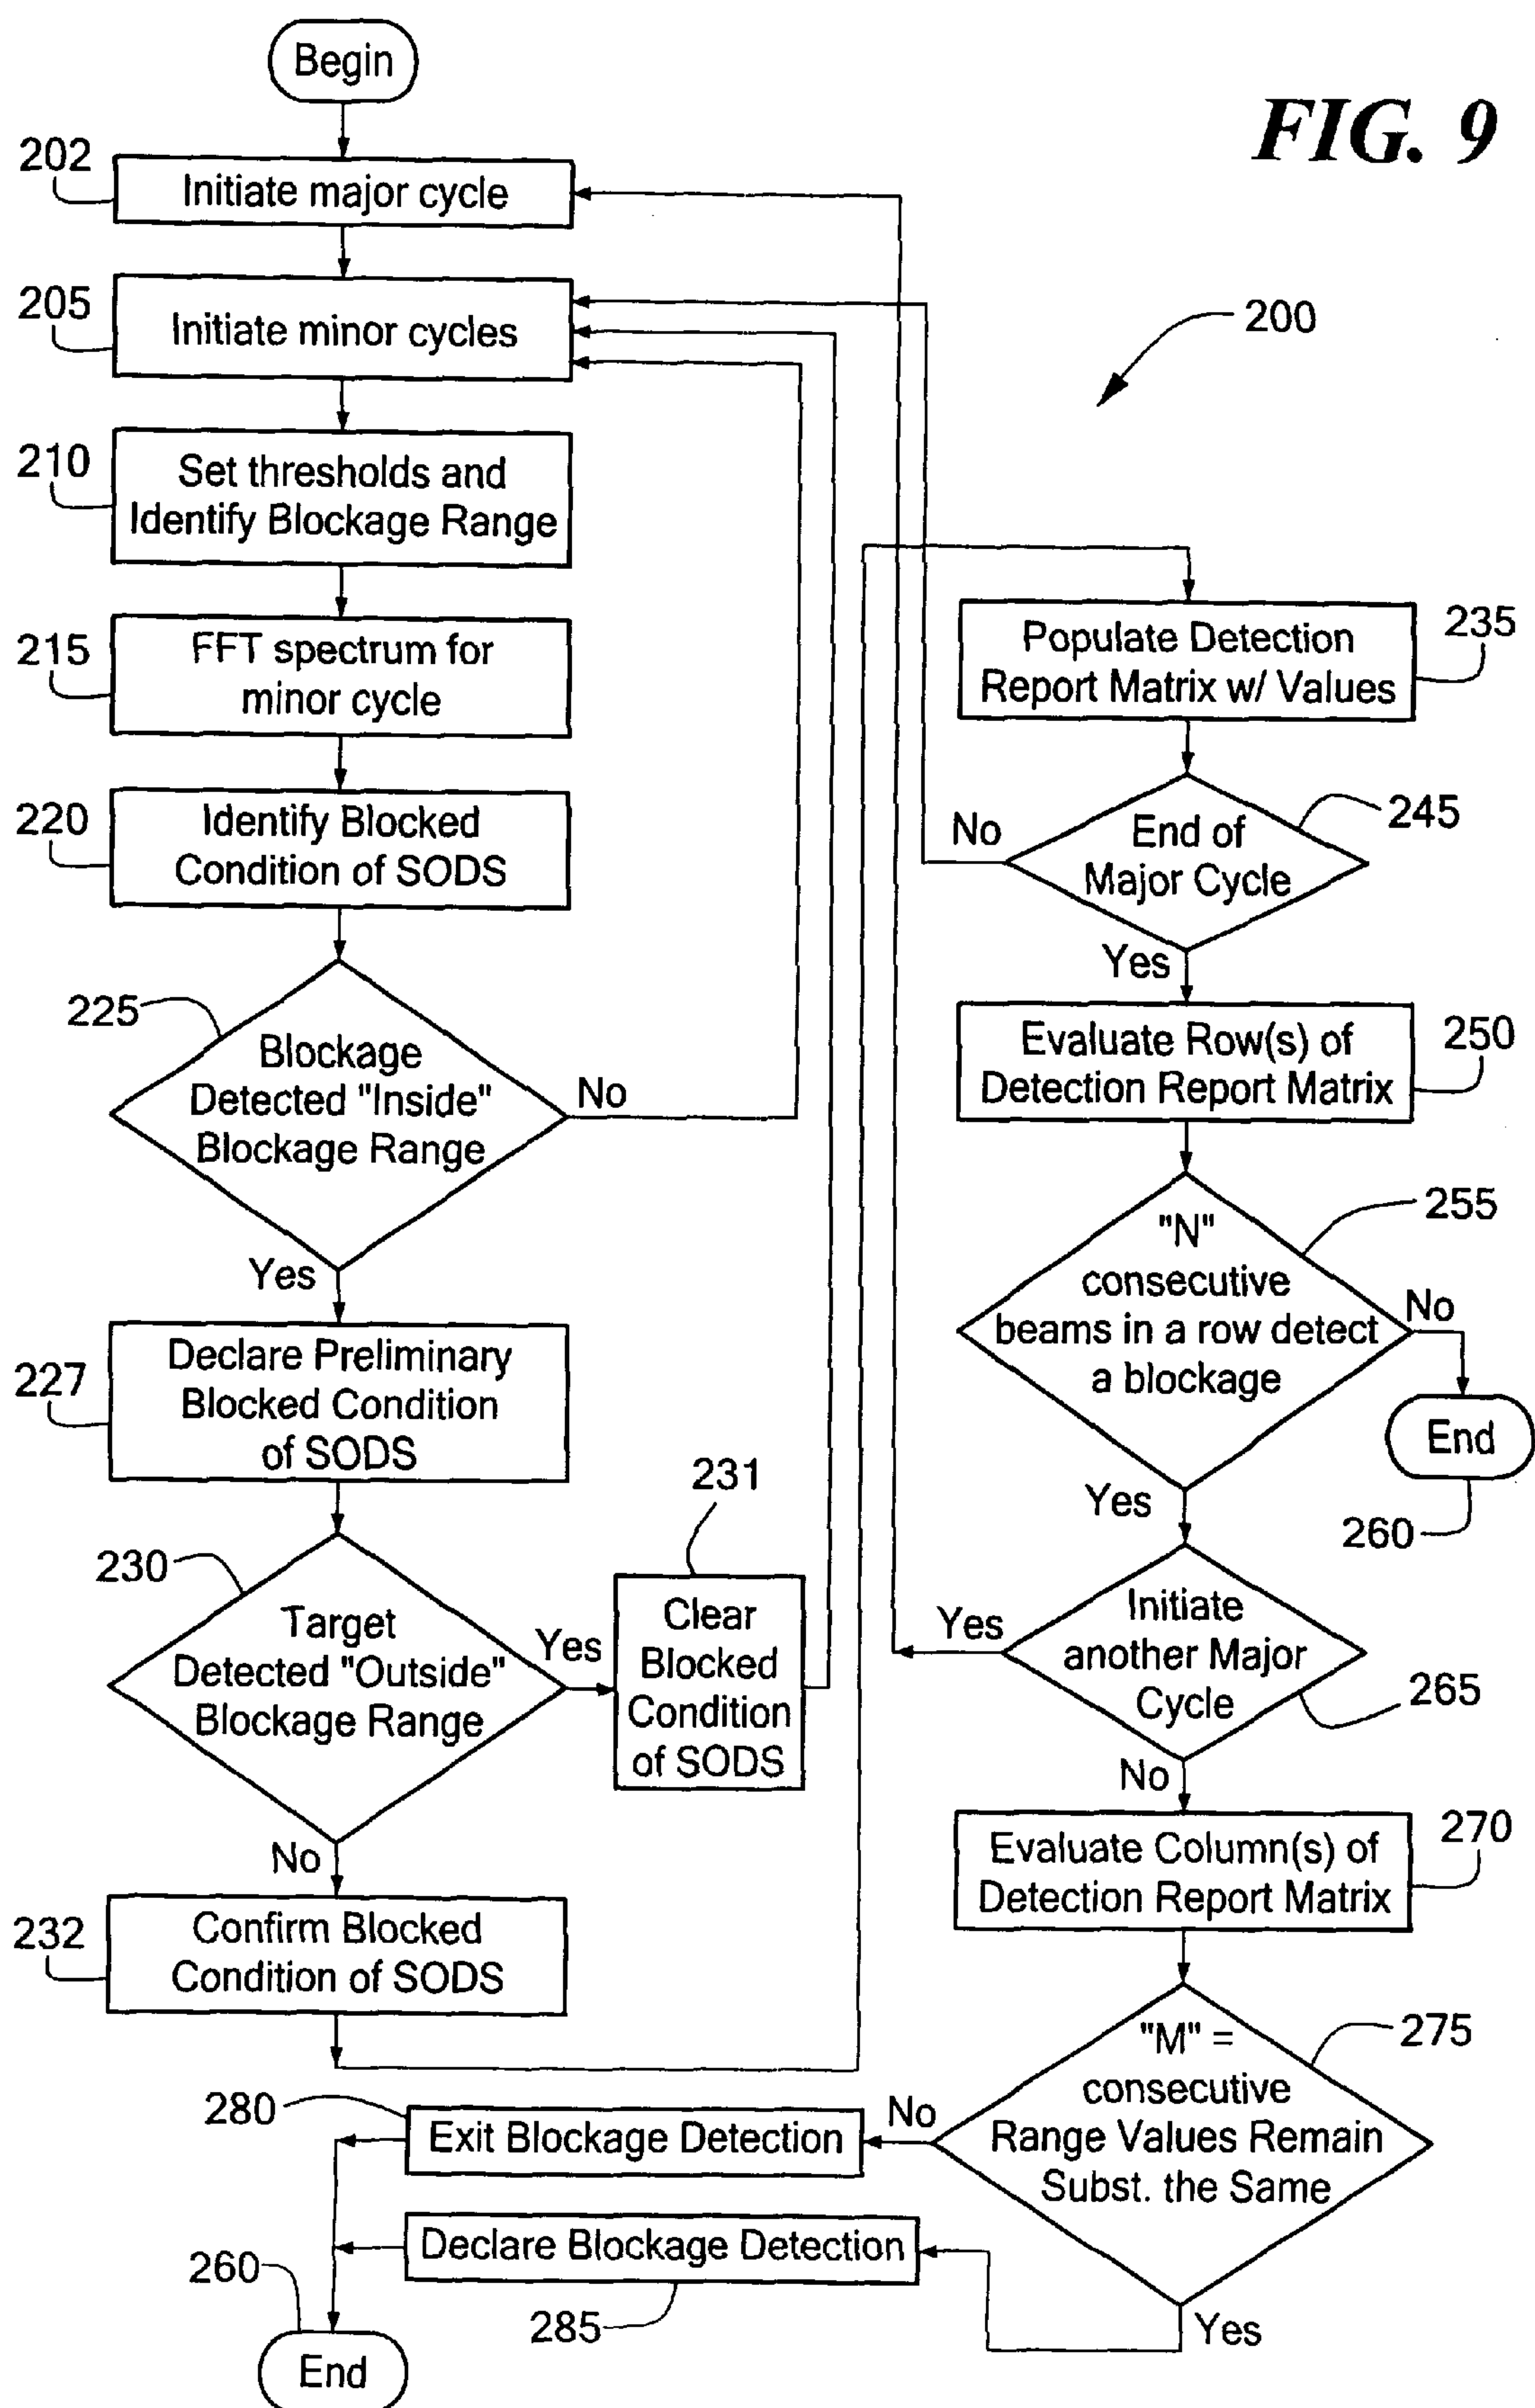 FIG. 9
200
Begin
202
Initiate major cycle
205
Initiate minor cycles
210
Set thresholds and
Identify Blockage Range
215
FFT spectrum for
minor cycle
220
Identify Blocked
Condition of SODS
225
Blockage
Detected "Inside"
Blockage Range
No
Yes
227
Declare Preliminary
Blocked Condition
of SODS
230
Target
Detected "Outside"
Blockage Range
Yes
231
Clear
Blocked
Condition
of SODS
No
232
Confirm Blocked
Condition of SODS
235
Populate Detection
Report Matrix w/ Values
245
End of
Major Cycle
No
Yes
250
Evaluate Row(s) of
Detection Report Matrix
255
"N"
consecutive
beams in a row detect
a blockage
No
End
260
Yes
265
Initiate
another Major
Cycle
Yes
No
270
Evaluate Column(s) of
Detection Report Matrix
275
"M" =
consecutive
Range Values Remain
Subst. the Same
No
280
Exit Blockage Detection
Yes
Declare Blockage Detection
285
260
End